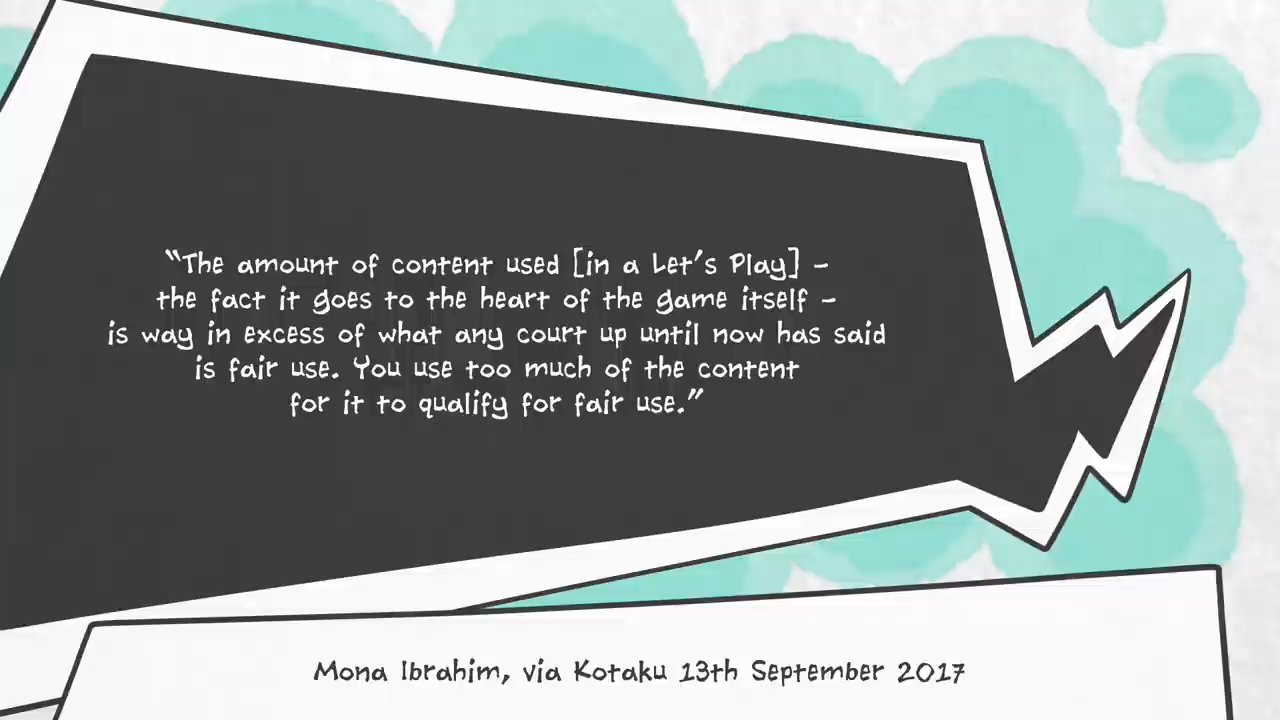 “The amount of content used [in a Let's Play] –
the fact it goes to the heart of the game itself –
is way in excess of what any court up until now has said
is fair use. You use too much of the content
for it to qualify for fair use.”
Mona Ibrahim, via Kotaku 13th September 2017